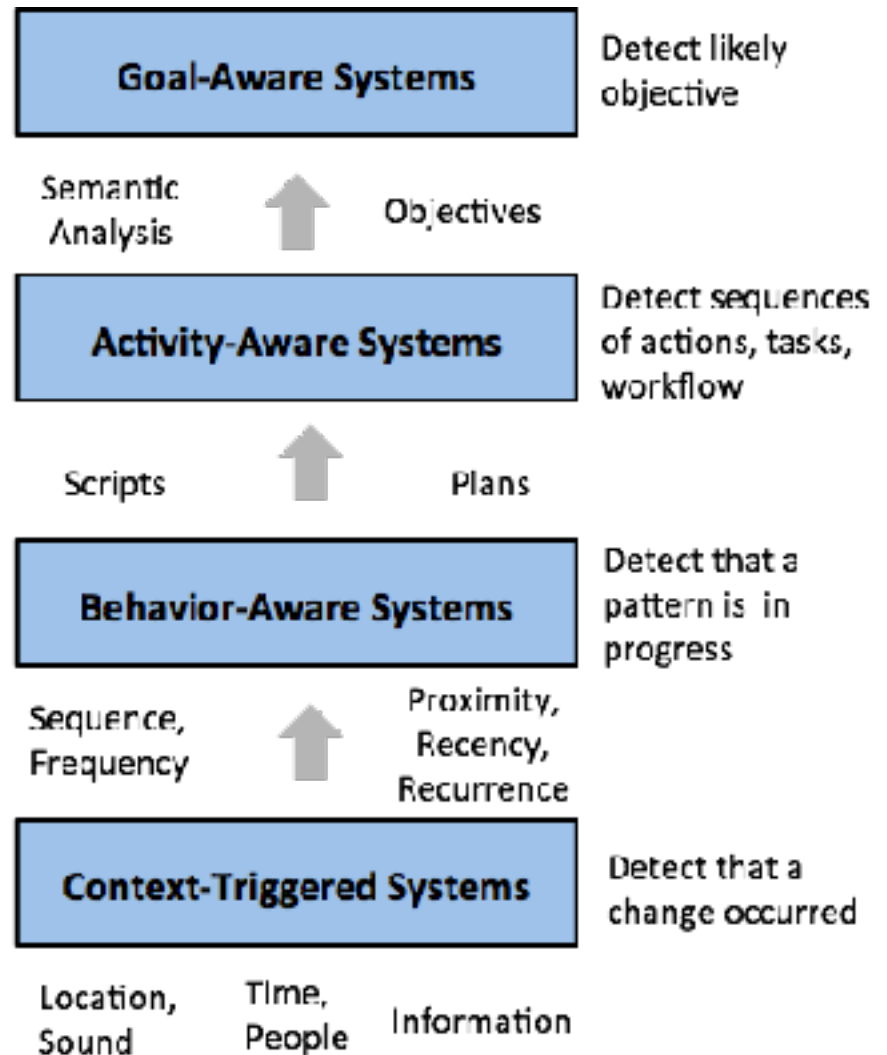 Goal-Aware Systems
Detect likely
objective
Semantic
Analysis
Objectives
Activity-Aware Systems
Detect sequences
of actions, tasks,
workflow
Scripts
Plans
Behavior-Aware Systems
Detect that a
pattern is in
progress
Sequence,
Frequency
Proximity,
Recency,
Recurrence
Context-Triggered Systems
Detect that a
change occurred
Location,
Sound
Time,
People
Information